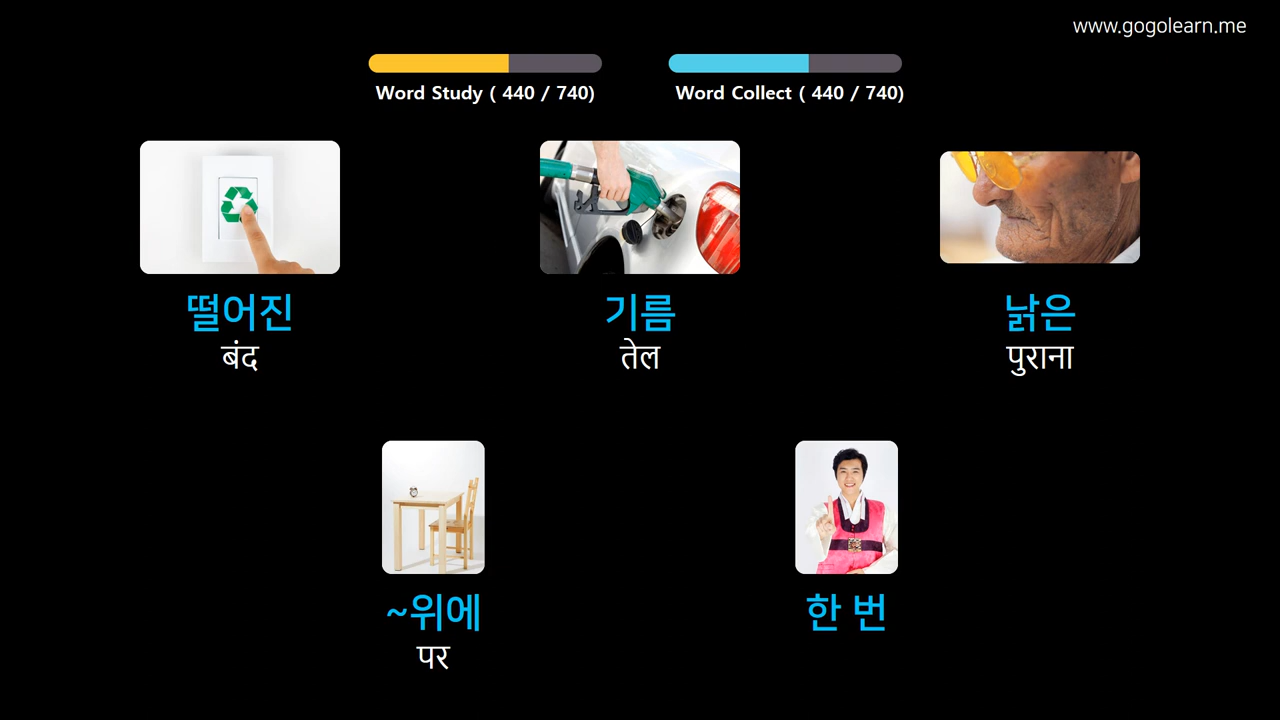 www.gogolearn.me
Word Study ( 440 / 740)
Word Collect ( 440 / 740)
떨어진
बंद
기름
तेल
낡은
पुराना
~위에
पर
한 번